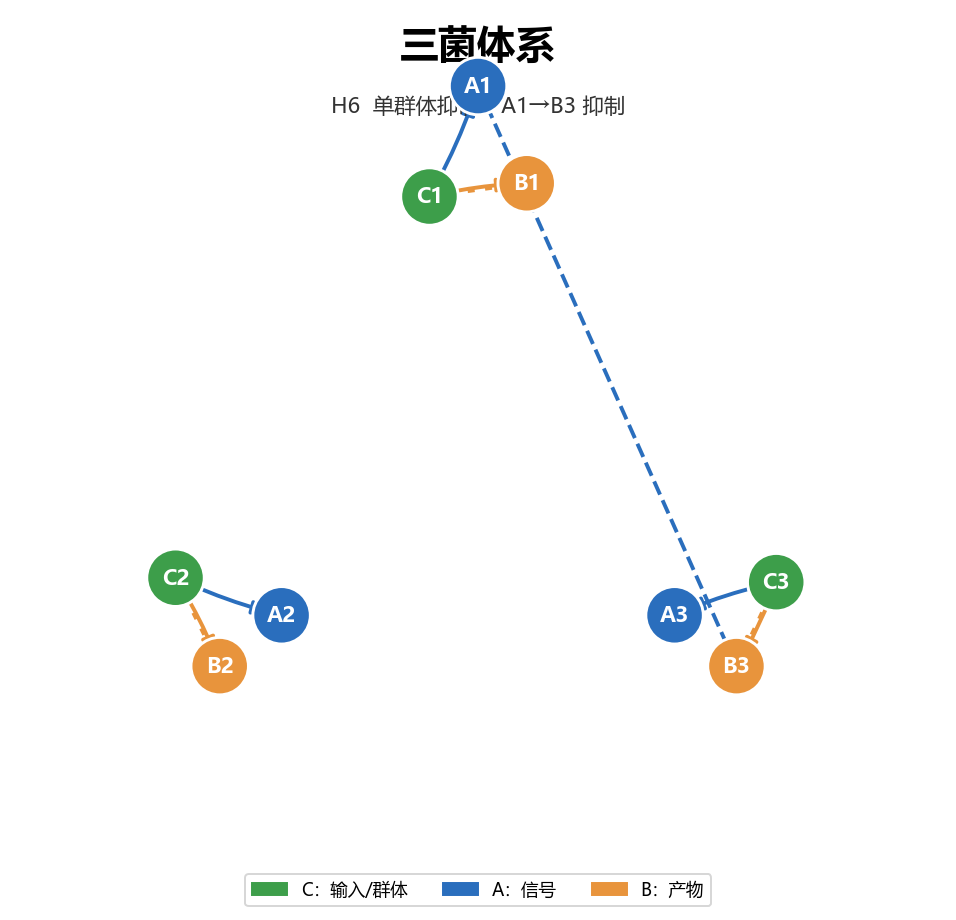 三菌体系
H6 单群体抑 A1→B3 抑制
A1
B1
C1
C2
A2
B2
C3
A3
B3
C: 输入/群体 A: 信号 B: 产物